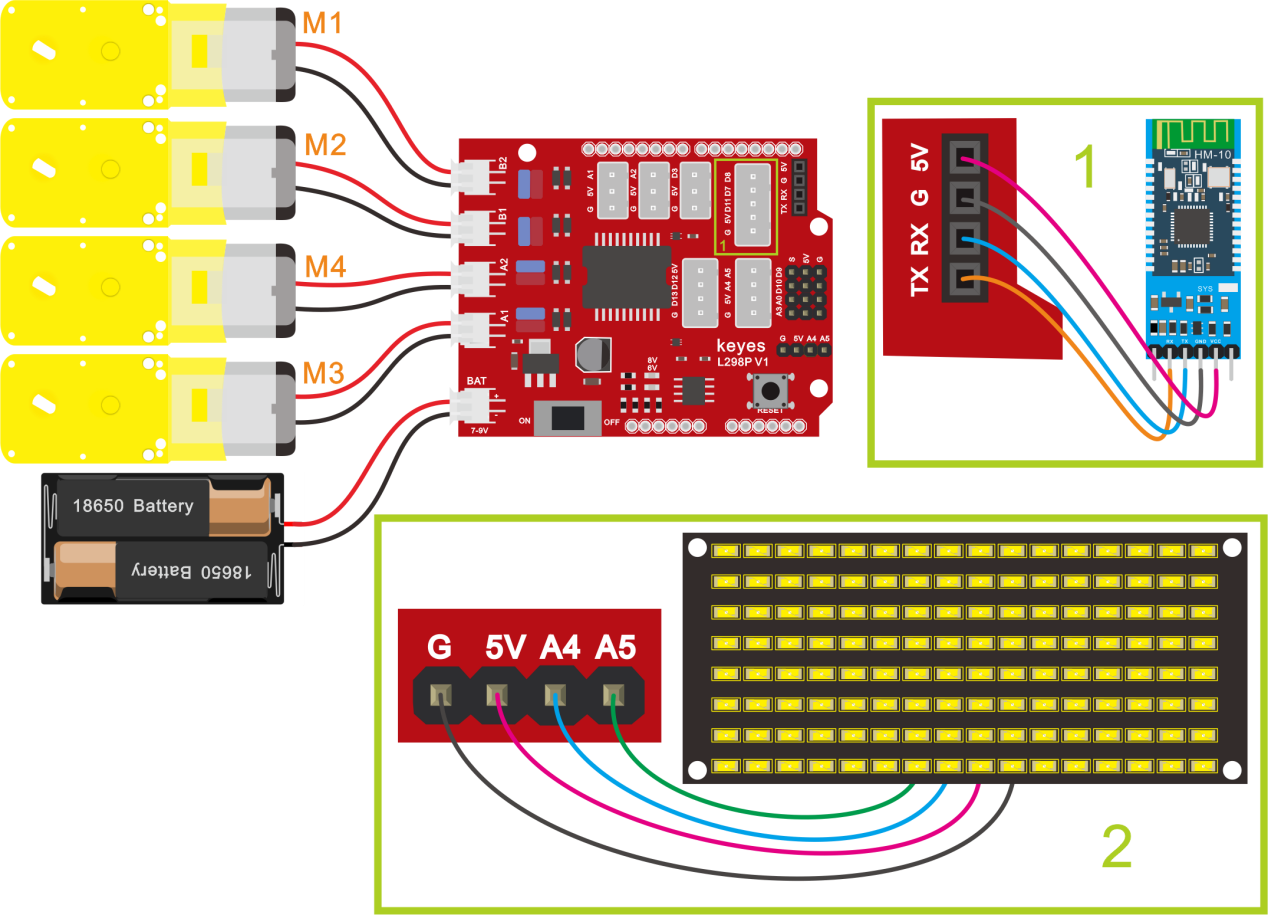 M1
M2
M4
M3
B2
B1
A2
A1
BAT
+
7-9V
ON
OFF
G 5V A1
G 5V A2
G 5V D3
G 5V D11 D7 D8
1
TX RX G 5V
G D13 D12 5V
G 5V A4 A5
S 5V G
A3 A0 D10 D9
G 5V A4 A5
keyes
L298P V1
8V
6V
RESET
18650 Battery
18650 Battery
1
TX RX G 5V
HM-10
SYS
RX TX GND VCC
G 5V A4 A5
2